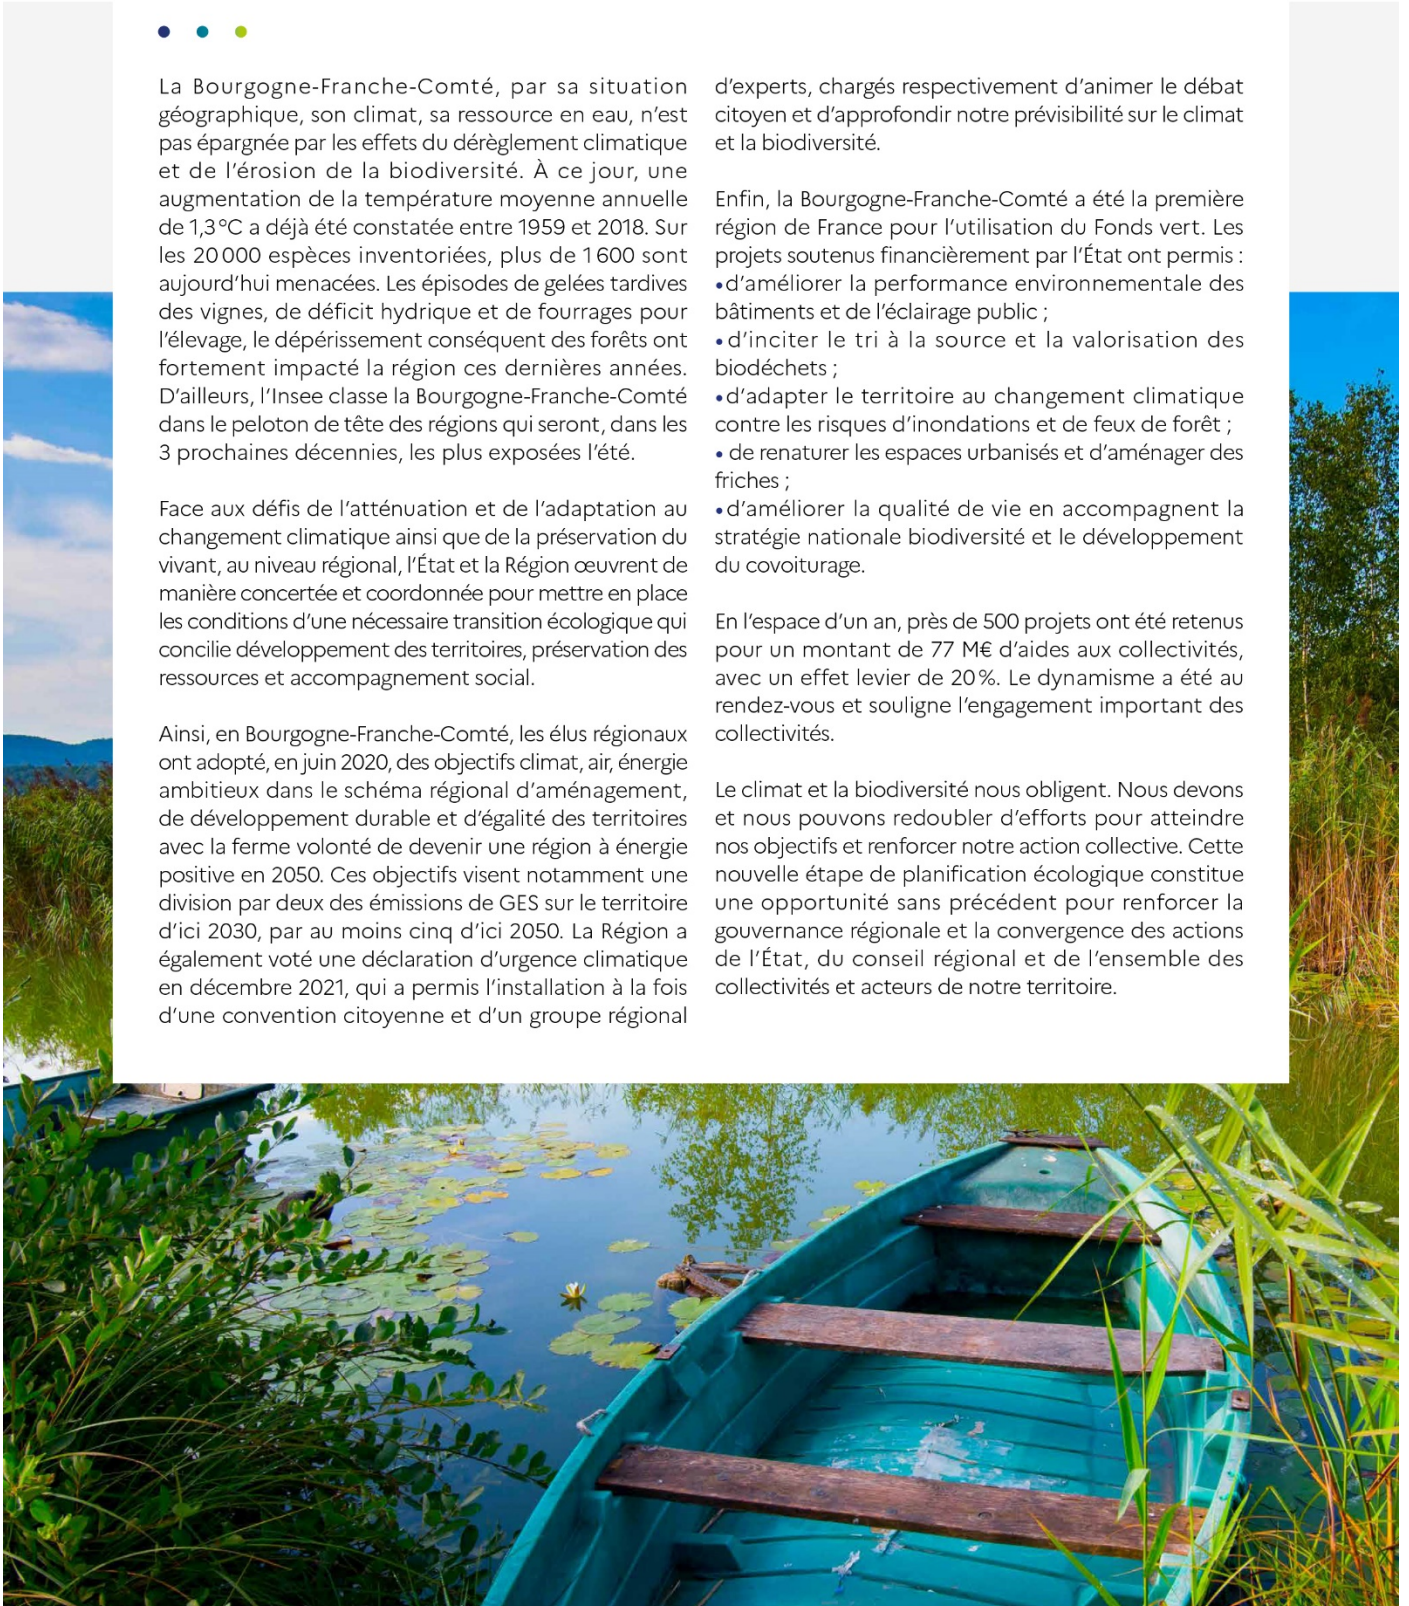 La Bourgogne-Franche-Comté, par sa situation
géographique, son climat, sa ressource en eau, n’est
pas épargnée par les effets du dérèglement climatique
et de l’érosion de la biodiversité. À ce jour, une
augmentation de la température moyenne annuelle
de 1,3°C a déjà été constatée entre 1959 et 2018. Sur
les 20 000 espèces inventoriées, plus de 1 600 sont
aujourd’hui menacées. Les épisodes de gelées tardives
des vignes, de déficit hydrique et de fourrages pour
l’élevage, le dépérissement conséquent des forêts ont
fortement impacté la région ces dernières années.
D’ailleurs, l’Insee classe la Bourgogne-Franche-Comté
dans le peloton de tête des régions qui seront, dans les
3 prochaines décennies, les plus exposées l’été.
Face aux défis de l’atténuation et de l’adaptation au
changement climatique ainsi que de la préservation du
vivant, au niveau régional, l’État et la Région œuvrent de
manière concertée et coordonnée pour mettre en place
les conditions d’une nécessaire transition écologique qui
concilie développement des territoires, préservation des
ressources et accompagnement social.
Ainsi, en Bourgogne-Franche-Comté, les élus régionaux
ont adopté, en juin 2020, des objectifs climat, air, énergie
ambitieux dans le schéma régional d’aménagement,
de développement durable et d’égalité des territoires
avec la ferme volonté de devenir une région à énergie
positive en 2050. Ces objectifs visent notamment une
division par deux des émissions de GES sur le territoire
d’ici 2030, par au moins cinq d’ici 2050. La Région a
également voté une déclaration d’urgence climatique
en décembre 2021, qui a permis l’installation à la fois
d’une convention citoyenne et d’un groupe régional
d’experts, chargés respectivement d’animer le débat
citoyen et d’approfondir notre prévisibilité sur le climat
et la biodiversité.
Enfin, la Bourgogne-Franche-Comté a été la première
région de France pour l’utilisation du Fonds vert. Les
projets soutenus financièrement par l’État ont permis :
• d’améliorer la performance environnementale des
bâtiments et de l’éclairage public ;
• d’inciter le tri à la source et la valorisation des
biodéchets ;
• d’adapter le territoire au changement climatique
contre les risques d’inondations et de feux de forêt ;
• de renaturer les espaces urbanisés et d’aménager des
friches ;
• d’améliorer la qualité de vie en accompagnent la
stratégie nationale biodiversité et le développement
du covoiturage.
En l’espace d’un an, près de 500 projets ont été retenus
pour un montant de 77 M€ d’aides aux collectivités,
avec un effet levier de 20 %. Le dynamisme a été au
rendez-vous et souligne l’engagement important des
collectivités.
Le climat et la biodiversité nous obligent. Nous devons
et nous pouvons redoubler d’efforts pour atteindre
nos objectifs et renforcer notre action collective. Cette
nouvelle étape de planification écologique constitue
une opportunité sans précédent pour renforcer la
gouvernance régionale et la convergence des actions
de l’État, du conseil régional et de l’ensemble des
collectivités et acteurs de notre territoire.